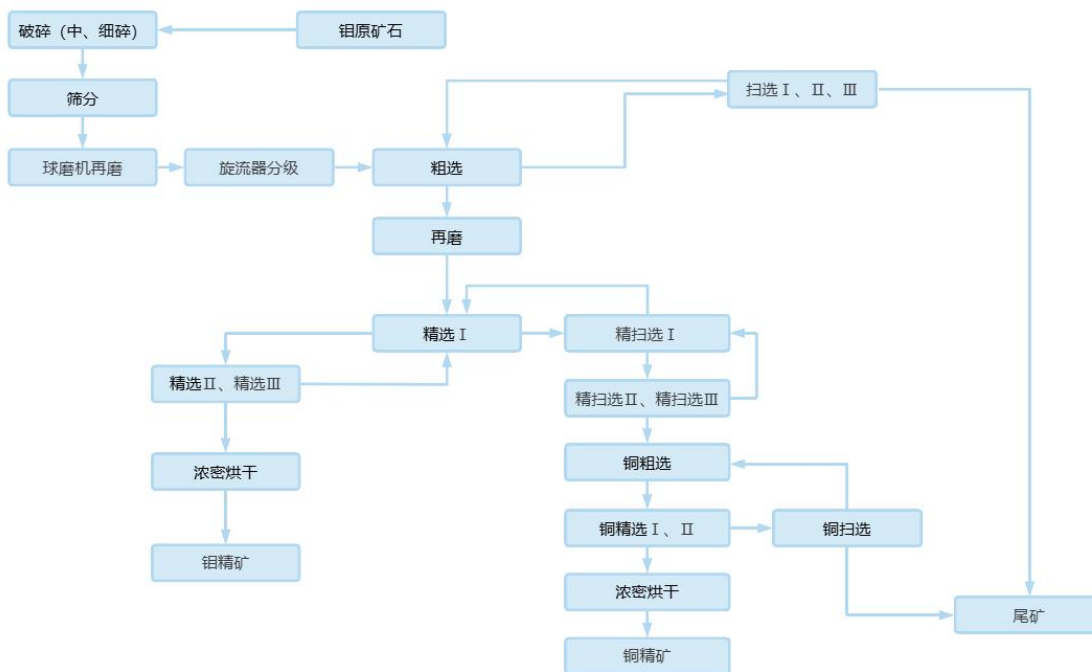 破碎（中、细碎）
钼原矿石
筛分
扫选Ⅰ、Ⅱ、Ⅲ
球磨机再磨
旋流器分级
粗选
再磨
精选Ⅰ
精扫选Ⅰ
精选Ⅱ、精选Ⅲ
精扫选Ⅱ、精扫选Ⅲ
浓密烘干
铜粗选
铜精选Ⅰ、Ⅱ
铜扫选
钼精矿
浓密烘干
尾矿
铜精矿